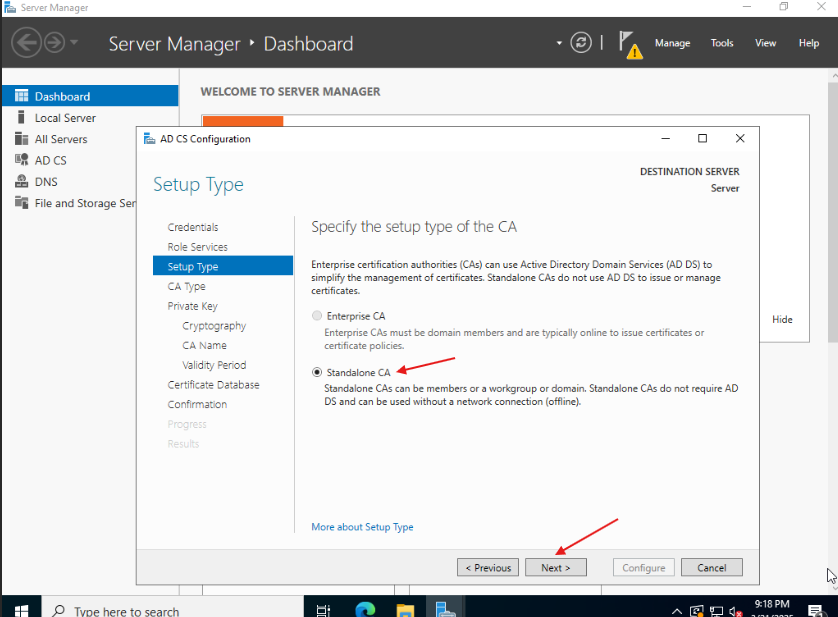 Server Manager
Server Manager • Dashboard
Manage Tools View Help
Dashboard
Local Server
All Servers
AD CS
DNS
File and Storage Ser
WELCOME TO SERVER MANAGER
Hide
AD CS Configuration
Setup Type
DESTINATION SERVER
Server
Credentials
Role Services
Setup Type
CA Type
Private Key
Cryptography
CA Name
Validity Period
Certificate Database
Confirmation
Progress
Results
Specify the setup type of the CA
Enterprise certification authorities (CAs) can use Active Directory Domain Services (AD DS) to
simplify the management of certificates. Standalone CAs do not use AD DS to issue or manage
certificates.
Enterprise CA
Enterprise CAs must be domain members and are typically online to issue certificates or
certificate policies.
Standalone CA
Standalone CAs can be members or a workgroup or domain. Standalone CAs do not require AD
DS and can be used without a network connection (offline).
More about Setup Type
< Previous Next > Configure Cancel
Type here to search
9:18 PM